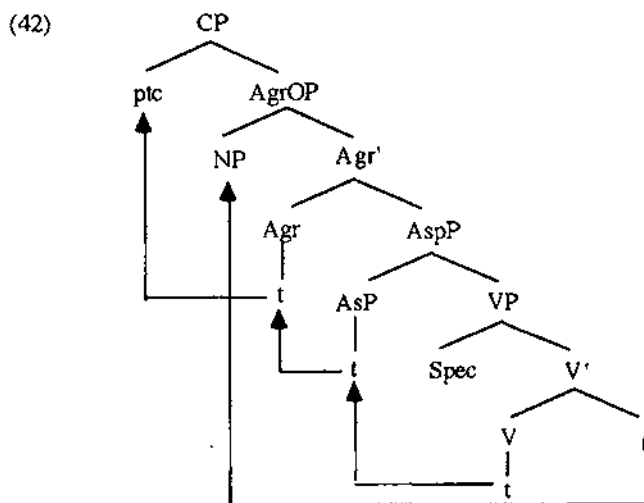 (42) CP
ptc AgrOP
NP Agr'
Agr AspP
t AsP VP
t Spec V'
V
t